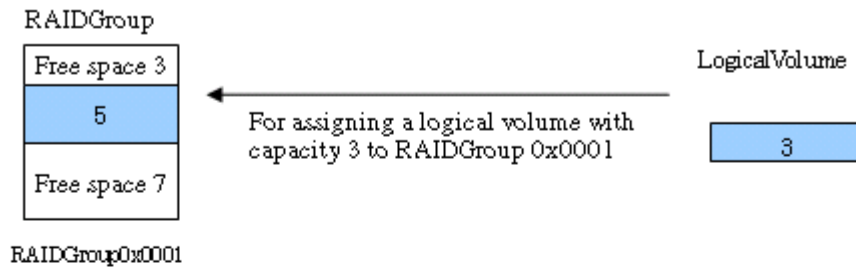 RAIDGroup
Free space 3
5
Free space 7
RAIDGroup0x0001
For assigning a logical volume with
capacity 3 to RAIDGroup 0x0001
LogicalVolume
3